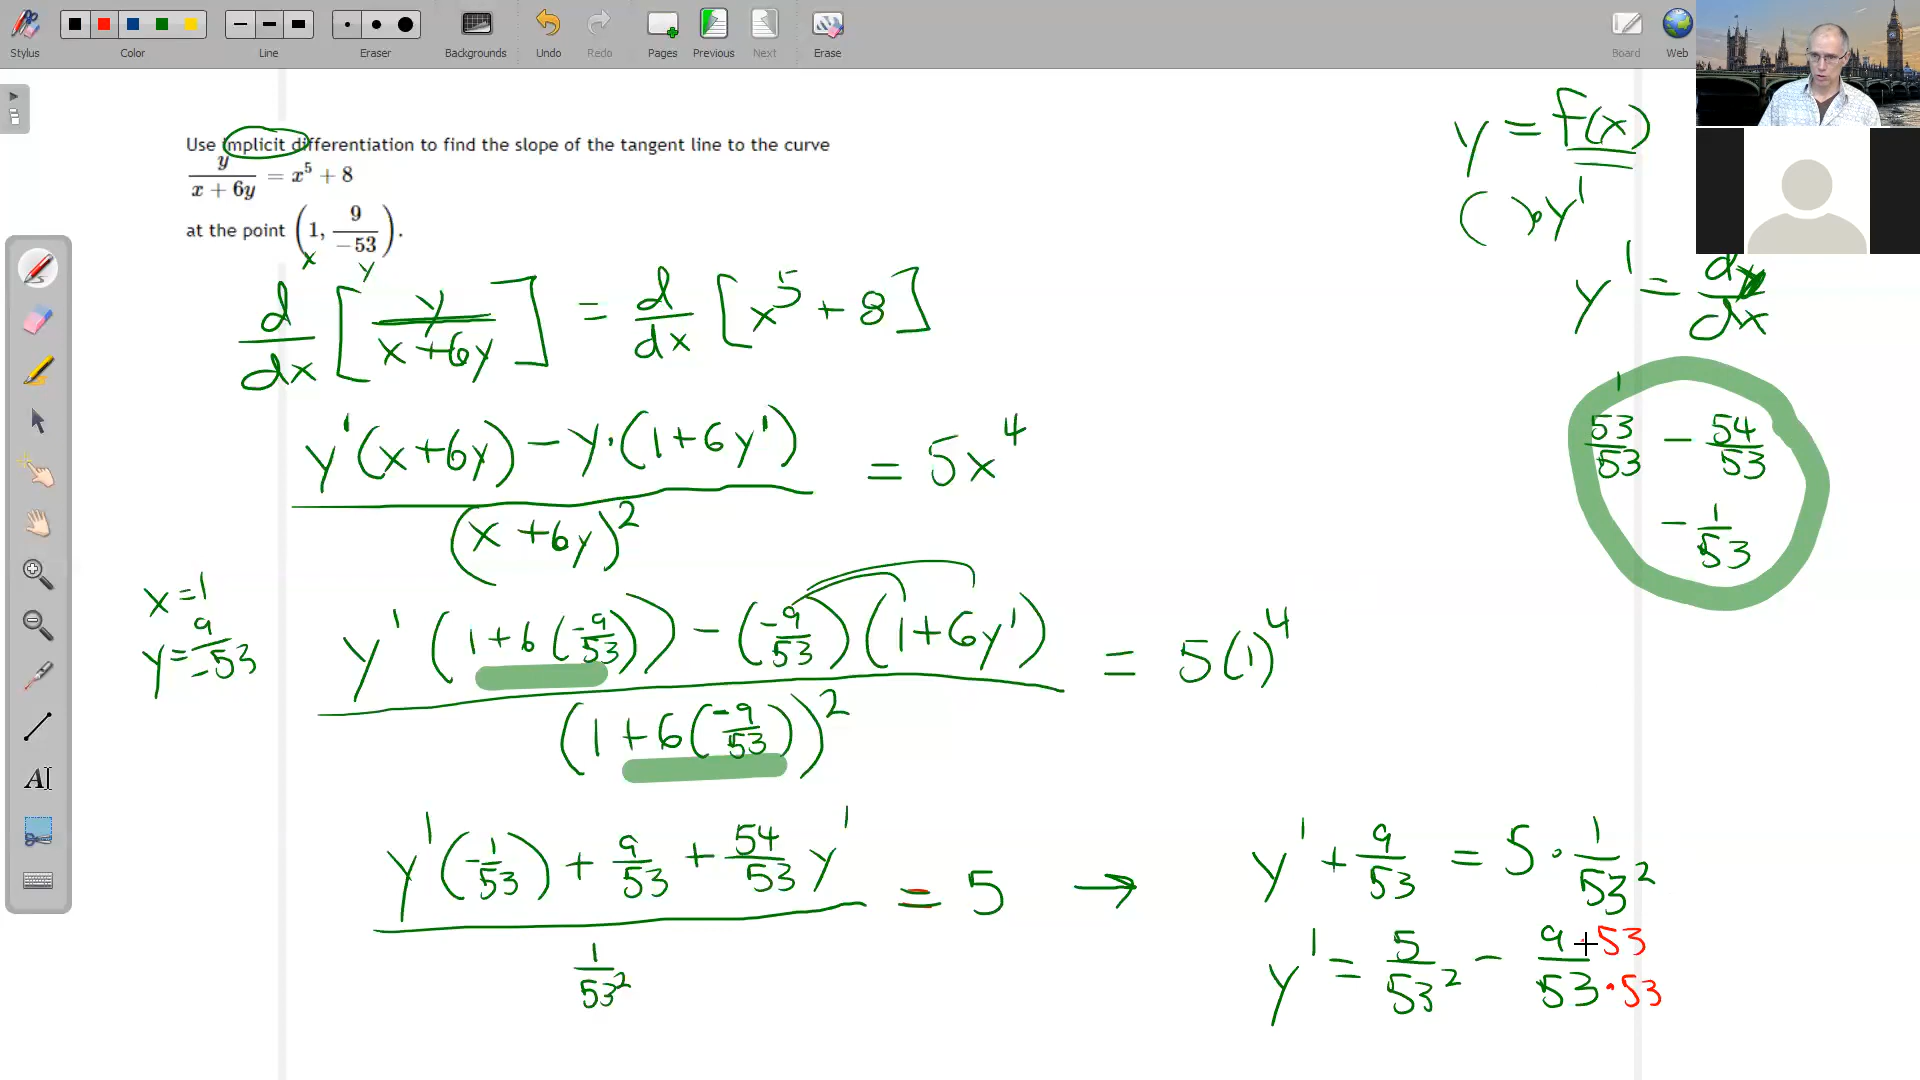 Stylus Color Line Eraser Backgrounds Undo Redo Pages Previous Next Erase Board Web
Use implicit differentiation to find the slope of the tangent line to the curve
y/(x + 6y) = x^5 + 8
at the point (1, 9/-53).
x y
d/dx [y/(x+6y)] = d/dx [x^5 + 8]
(y'(x+6y) - y·(1+6y'))/(x+6y)^2 = 5x^4
x=1
y=9/-53
(y'(1+6(-9/53)) - (-9/53)(1+6y'))/(1+6(-9/53))^2 = 5(1)^4
(y'(-1/53) + 9/53 + 54/53 y')/(1/53^2) = 5 →
y = f(x)
( )·y'
y' = dy/dx
1
53/53 - 54/53
-1/53
y' + 9/53 = 5·1/53^2
y' = 5/53^2 - 9 53/53·53
AI